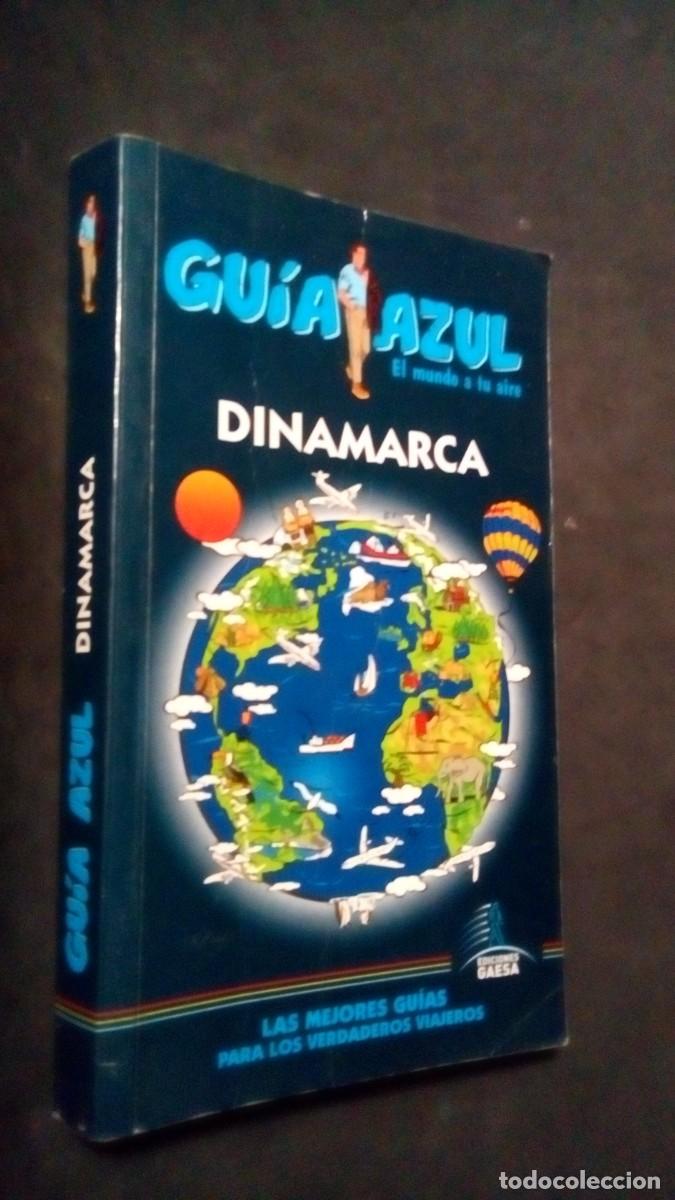 GUÍA AZUL
El mundo a tu aire
DINAMARCA
EDICIONES
GAESA
LAS MEJORES GUÍAS
PARA LOS VERDADEROS VIAJEROS
GUÍA AZUL DINAMARCA
todocoleccion